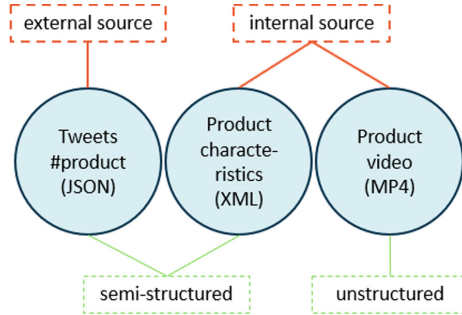 external source
internal source
Tweets
#product
(JSON)
Product
characte-
ristics
(XML)
Product
video
(MP4)
semi-structured
unstructured